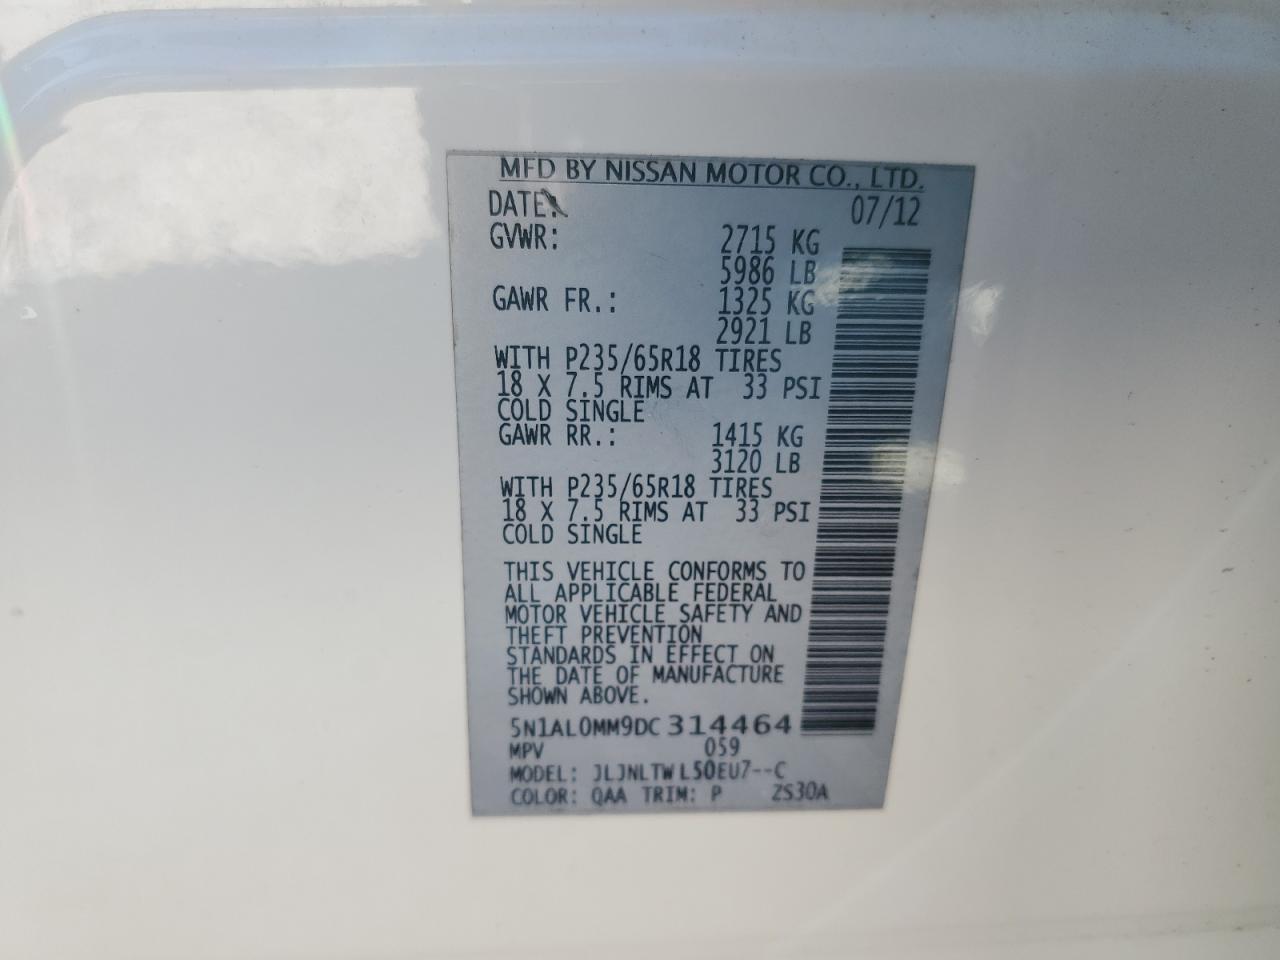 MFD BY NISSAN MOTOR CO., LTD.
DATE: 07/12
GVWR: 2715 KG
5986 LB
GAWR FR.: 1325 KG
2921 LB
WITH P235/65R18 TIRES
18 X 7.5 RIMS AT 33 PSI
COLD SINGLE
GAWR RR.: 1415 KG
3120 LB
WITH P235/65R18 TIRES
18 X 7.5 RIMS AT 33 PSI
COLD SINGLE
THIS VEHICLE CONFORMS TO
ALL APPLICABLE FEDERAL
MOTOR VEHICLE SAFETY AND
THEFT PREVENTION
STANDARDS IN EFFECT ON
THE DATE OF MANUFACTURE
SHOWN ABOVE.
5N1AL0MM9DC 314464
MPV 059
MODEL: JLJNLTW L50EU7--C
COLOR: QAA TRIM: P ZS30A